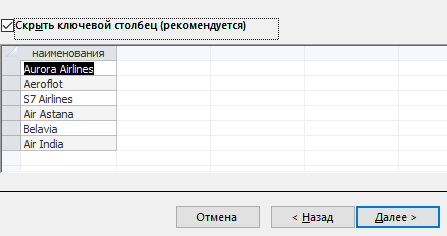 Скрыть ключевой столбец (рекомендуется)
наименования
Aurora Airlines
Aeroflot
S7 Airlines
Air Astana
Belavia
Air India
Отмена
< Назад
Далее >